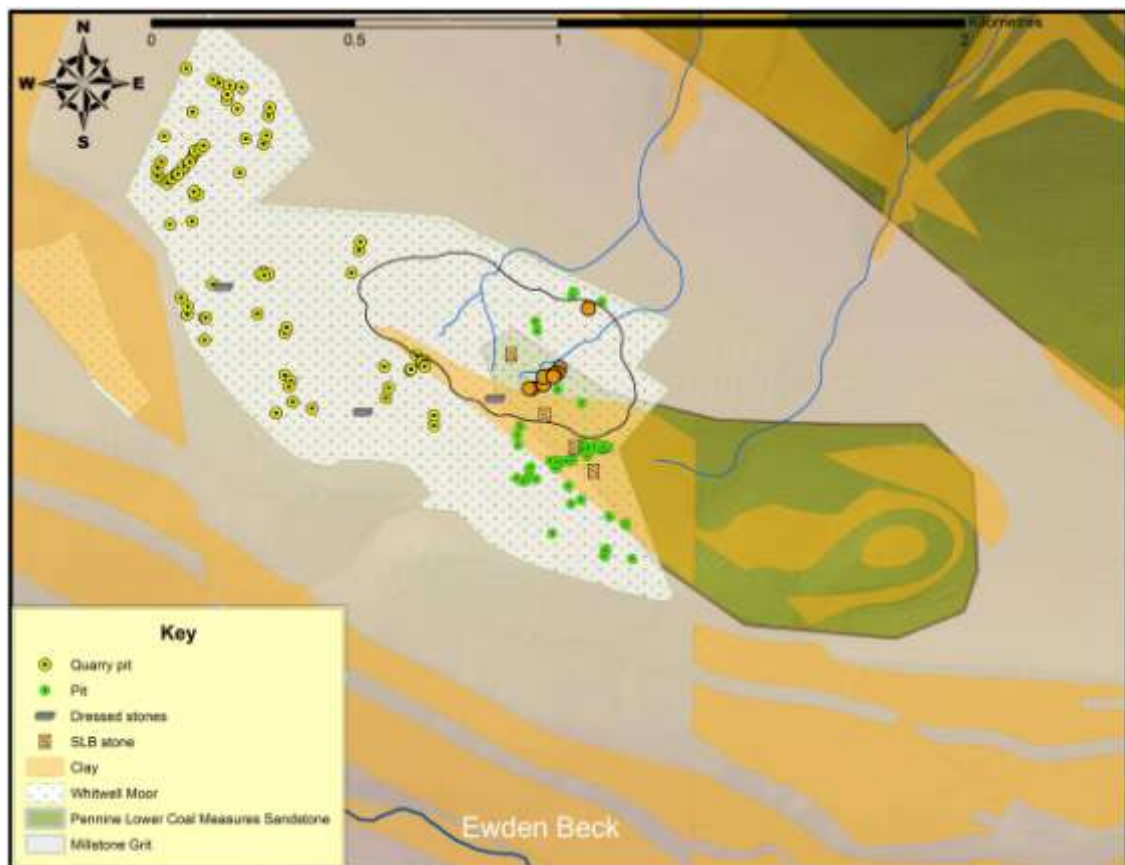 N
W E
S
0 0.5 1 2
Kilometres
Key
Quarry pit
Pit
Dressed stones
SLB stone
Clay
Whitwell Moor
Pennine Lower Coal Measures Sandstone
Millstone Grit
Ewden Beck